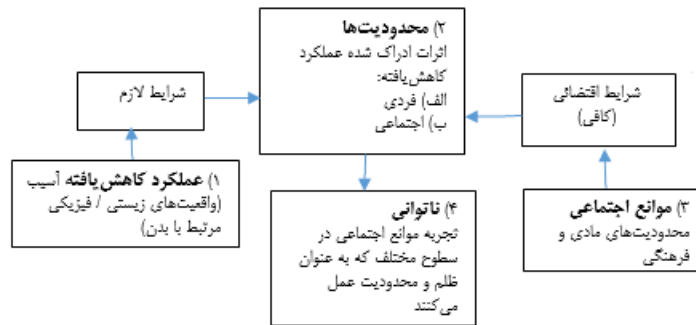 ۲) محدودیت‌ها
اثرات ادراک شده عملکرد
کاهش‌یافته:
الف) فردی
ب) اجتماعی
شرایط لازم
شرایط اقتضائی
(کافی)
۱) عملکرد کاهش‌یافته آسیب
(واقعیت‌های زیستی / فیزیکی
مرتبط با بدن)
۴) ناتوانی
تجربه موانع اجتماعی در
سطوح مختلف که به عنوان
ظلم و محدودیت عمل
می‌کنند
۳) موانع اجتماعی
محدودیت‌های مادی و
فرهنگی